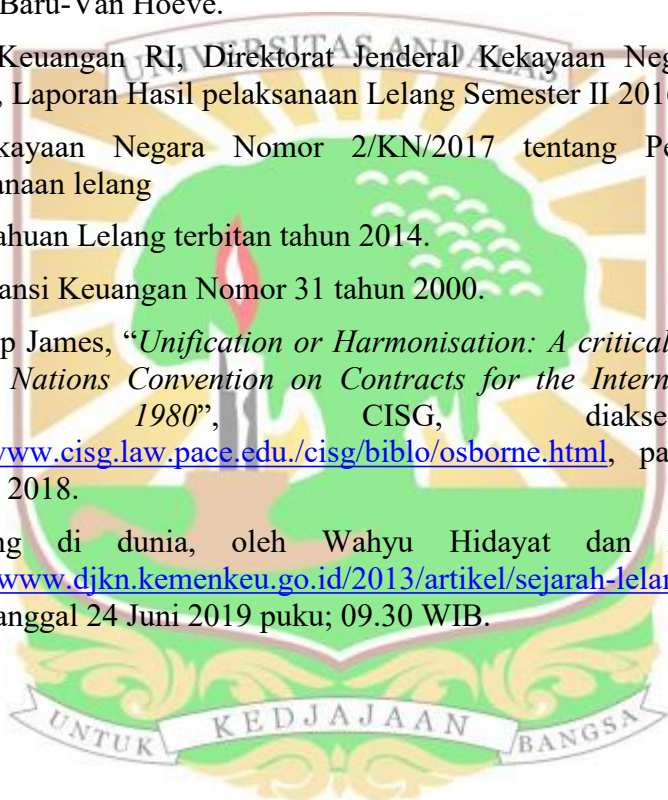 Baru-Van Hoeve.
UNIVERSITAS ANDALAS
Keuangan RI, Direktorat Jenderal Kekayaan Neg
, Laporan Hasil pelaksanaan Lelang Semester II 201
kayaan Negara Nomor 2/KN/2017 tentang Pe
anaan lelang
ahuan Lelang terbitan tahun 2014.
ansi Keuangan Nomor 31 tahun 2000.
p James, “Unification or Harmonisation: A critical
Nations Convention on Contracts for the Intern
1980”, CISG, diakse
www.cisg.law.pace.edu./cisg/biblo/osborne.html, pa
2018.
ng di dunia, oleh Wahyu Hidayat dan
www.djkn.kemenkeu.go.id/2013/artikel/sejarah-lelan
anggal 24 Juni 2019 puku; 09.30 WIB.
UNTUK KEDJAJAAN BANGSA